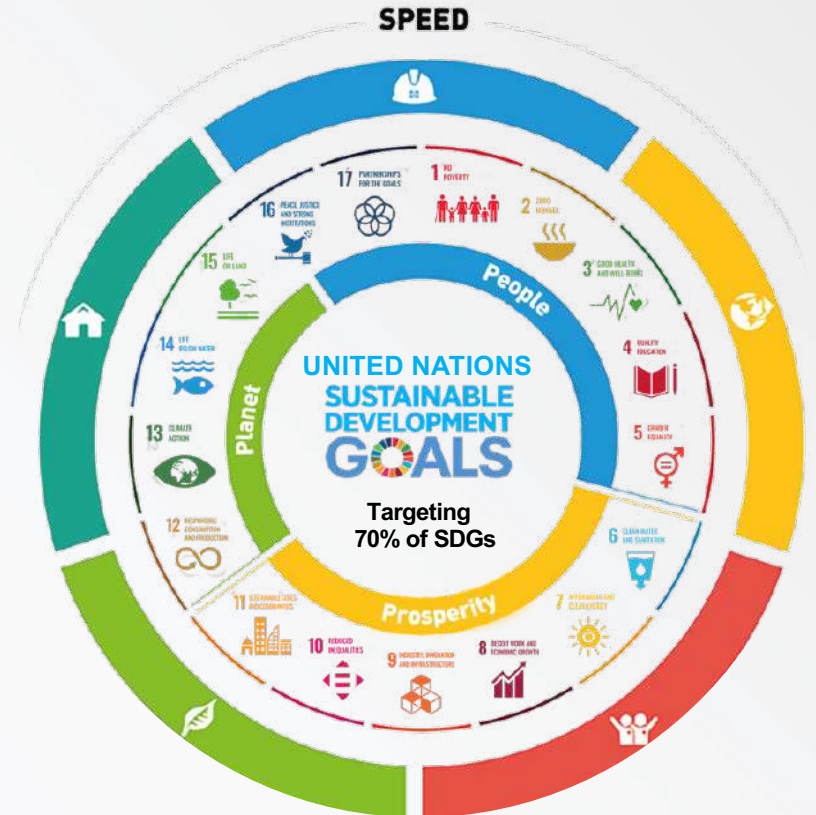 SPEED
17 PARTNERSHIPS
FOR THE GOALS
1 NO
POVERTY
2 ZERO
HUNGER
3 GOOD HEALTH
AND WELL-BEING
4 QUALITY
EDUCATION
5 GENDER
EQUALITY
6 CLEAN WATER
AND SANITATION
7 AFFORDABLE AND
CLEAN ENERGY
8 DECENT WORK AND
ECONOMIC GROWTH
9 INDUSTRY, INNOVATION
AND INFRASTRUCTURE
10 REDUCED
INEQUALITIES
11 SUSTAINABLE CITIES
AND COMMUNITIES
12 RESPONSIBLE
CONSUMPTION
AND PRODUCTION
13 CLIMATE
ACTION
14 LIFE
BELOW WATER
15 LIFE
ON LAND
16 PEACE, JUSTICE
AND STRONG
INSTITUTIONS
People
Planet
Prosperity
UNITED NATIONS
SUSTAINABLE
DEVELOPMENT
GOALS
Targeting
70% of SDGs